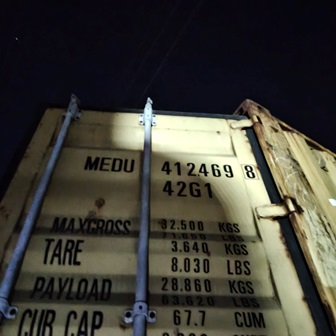 MEDU 412469 8
42G1
MAXGROSS 32.500 KGS
LBS
TARE 3.640 KGS
8.030 LBS
PAYLOAD 28.860 KGS
63.620 LBS
CUB CAP 67.7 CUM